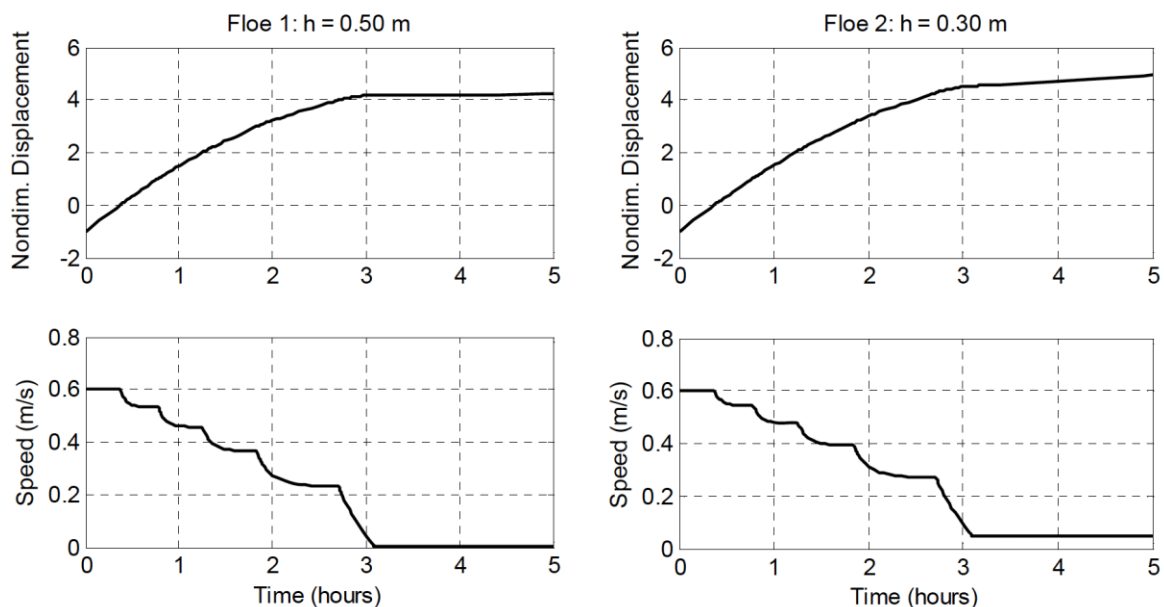 Floe 1: h = 0.50 m
Nondim. Displacement
6
4
2
0
-2
0 1 2 3 4 5
Floe 2: h = 0.30 m
Nondim. Displacement
6
4
2
0
-2
0 1 2 3 4 5
Speed (m/s)
0.8
0.6
0.4
0.2
0
0 1 2 3 4 5
Time (hours)
Speed (m/s)
0.8
0.6
0.4
0.2
0
0 1 2 3 4 5
Time (hours)